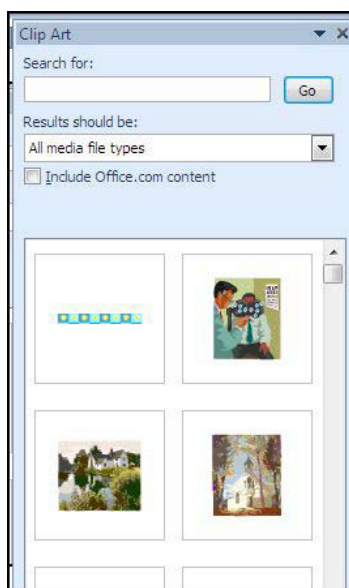 Clip Art
Search for:
Go
Results should be:
All media file types
Include Office.com content